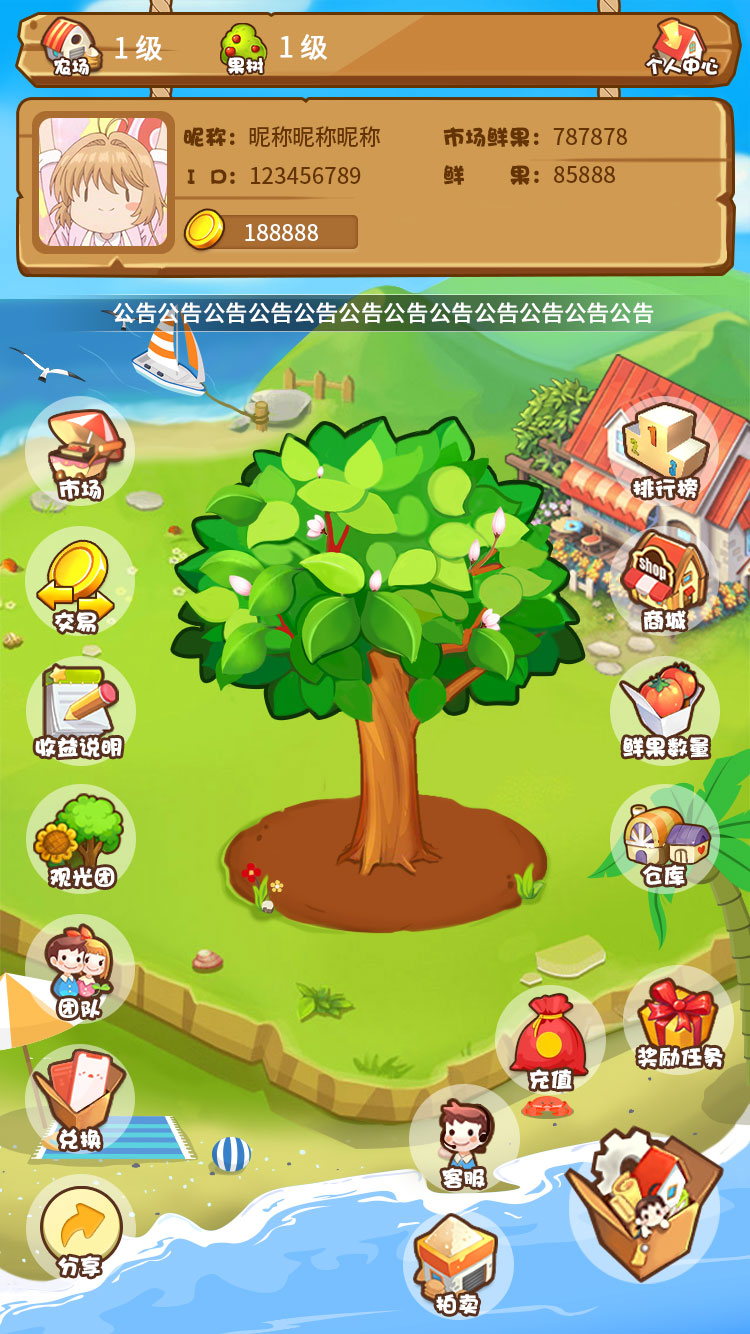 农场 1 级
果树 1 级
个人中心
昵称：昵称昵称昵称
市场鲜果：787878
I D：123456789
鲜 果：85888
188888
公告公告公告公告公告公告公告公告公告公告公告公告
市场
1
2
3
排行榜
交易
shop
商城
收益说明
鲜果数量
观光团
仓库
团队
充值
奖励任务
兑换
客服
分享
拍卖